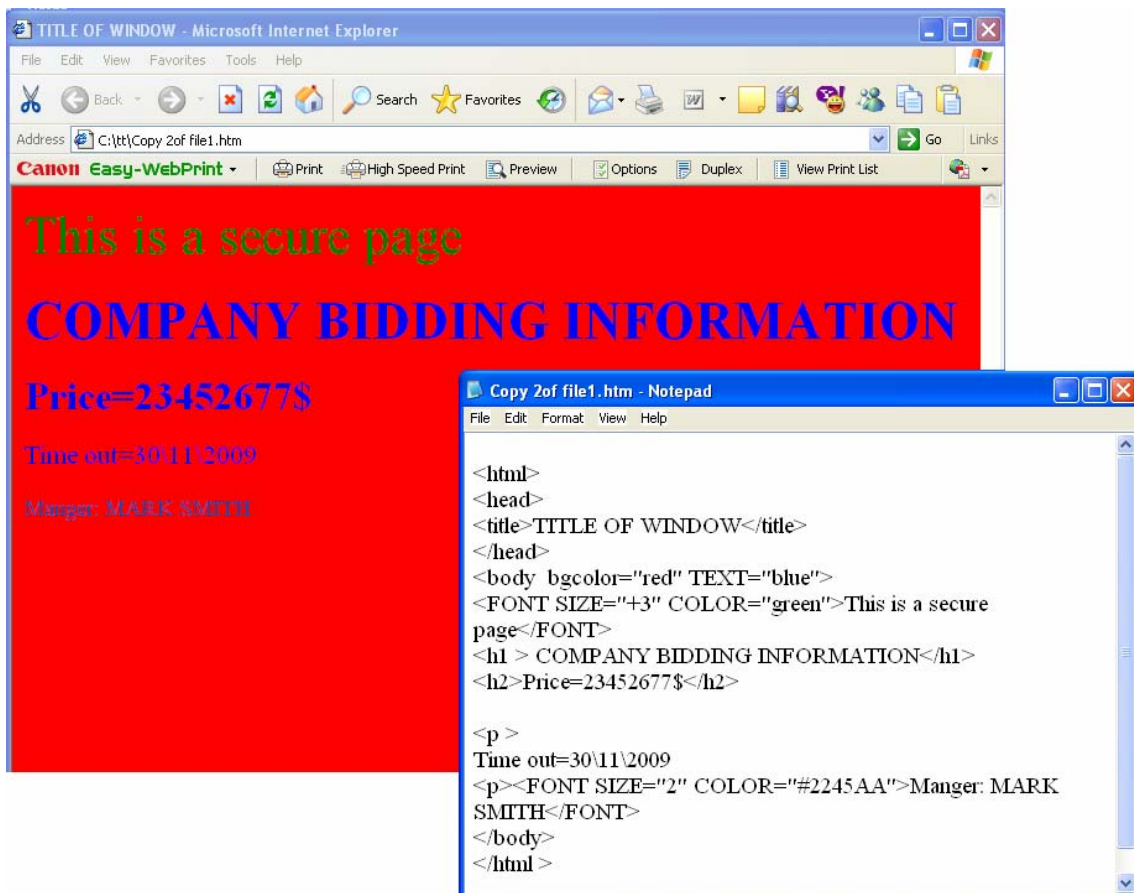 TITLE OF WINDOW - Microsoft Internet Explorer
File Edit View Favorites Tools Help
Back Search Favorites
Address C:\tt\Copy 2of file1.htm Go Links
Canon Easy-WebPrint Print High Speed Print Preview Options Duplex View Print List
This is a secure page
COMPANY BIDDING INFORMATION
Price=23452677$
Time out=30\11\2009
Manger: MARK SMITH
Copy 2of file1.htm - Notepad
File Edit Format View Help
<html>
<head>
<title>TITLE OF WINDOW</title>
</head>
<body  bgcolor="red" TEXT="blue">
<FONT SIZE="+3" COLOR="green">This is a secure
page</FONT>
<h1 > COMPANY BIDDING INFORMATION</h1>
<h2>Price=23452677$</h2>
<p >
Time out=30\11\2009
<p><FONT SIZE="2" COLOR="#2245AA">Manger: MARK
SMITH</FONT>
</body>
</html >